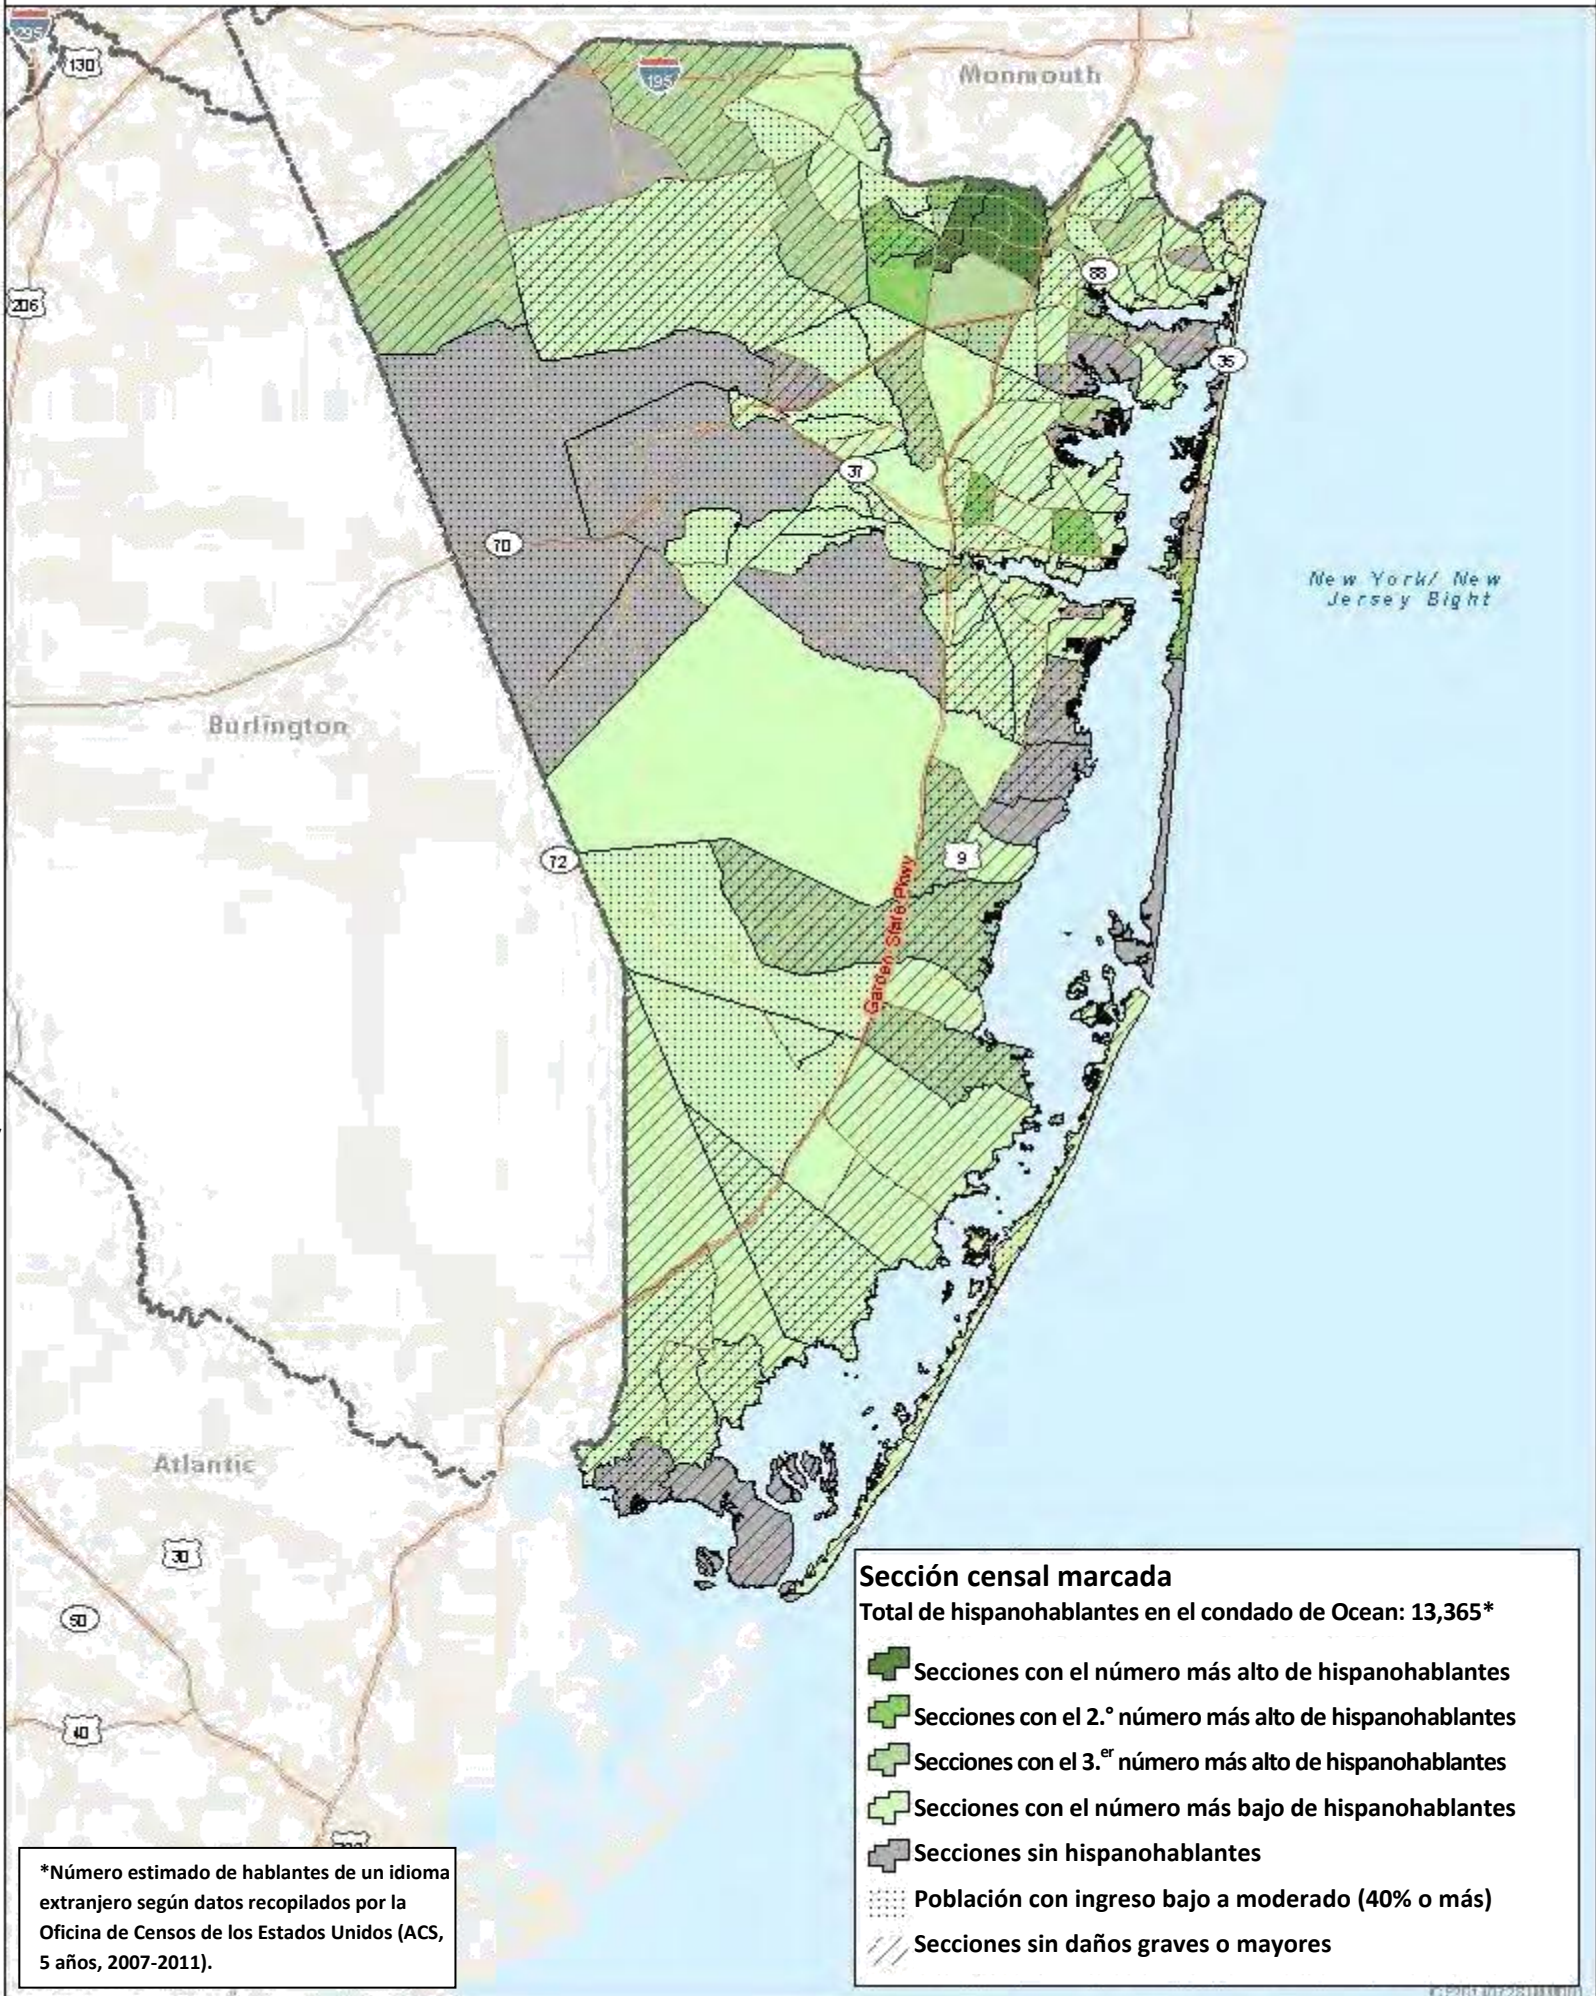 295
130
195
Monmouth
206
88
35
37
70
New York/ New
Jersey Bight
Burlington
72
9
Garden State Pkwy
Atlantic
30
50
40
Sección censal marcada
Total de hispanohablantes en el condado de Ocean: 13,365*
Secciones con el número más alto de hispanohablantes
Secciones con el 2.° número más alto de hispanohablantes
Secciones con el 3.er número más alto de hispanohablantes
Secciones con el número más bajo de hispanohablantes
Secciones sin hispanohablantes
Población con ingreso bajo a moderado (40% o más)
Secciones sin daños graves o mayores
*Número estimado de hablantes de un idioma
extranjero según datos recopilados por la
Oficina de Censos de los Estados Unidos (ACS,
5 años, 2007-2011).